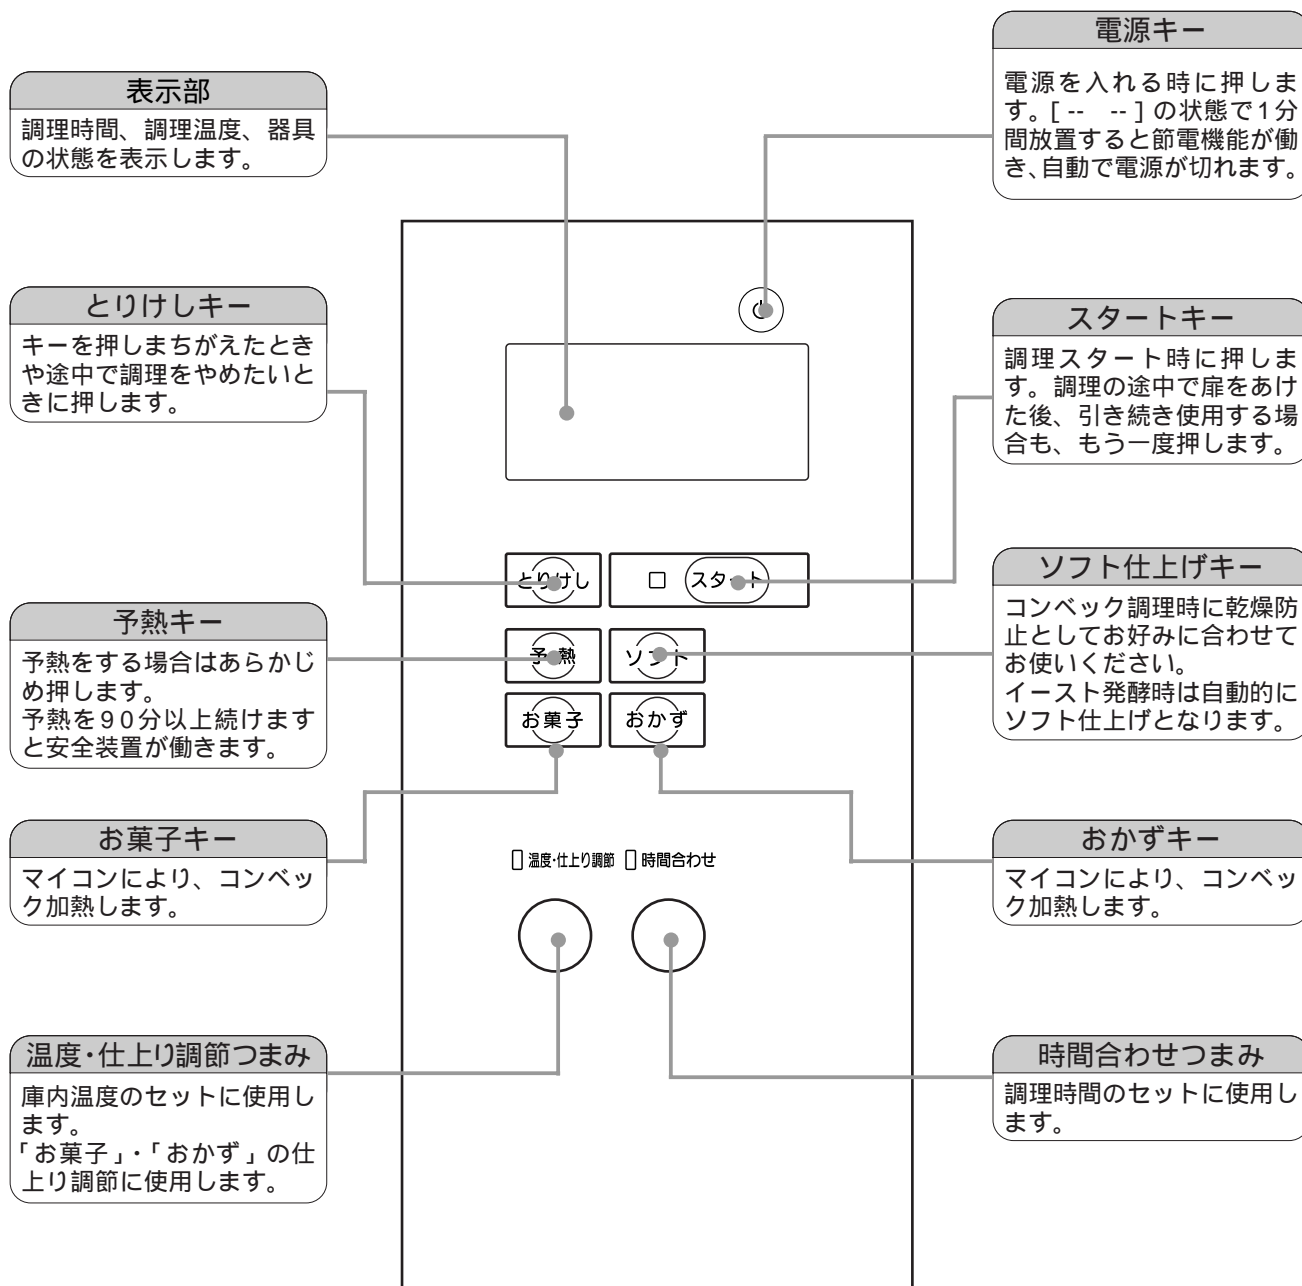 表示部
調理時間、調理温度、器具
の状態を表示します。
とりけしキー
キーを押しまちがえたとき
や途中で調理をやめたいと
きに押します。
予熱キー
予熱をする場合はあらかじ
め押します。
予熱を90分以上続けます
と安全装置が働きます。
お菓子キー
マイコンにより、コンベッ
ク加熱します。
温度・仕上り調節つまみ
庫内温度のセットに使用し
ます。
「お菓子」・「おかず」の仕
上り調節に使用します。
とりけし
スタート
予熱
ソフト
お菓子
おかず
温度・仕上り調節
時間合わせ
電源キー
電源を入れる時に押しま
す。[ -- -- ] の状態で1分
間放置すると節電機能が働
き、自動で電源が切れます。
スタートキー
調理スタート時に押しま
す。調理の途中で扉をあけ
た後、引き続き使用する場
合も、もう一度押します。
ソフト仕上げキー
コンベック調理時に乾燥防
止としてお好みに合わせて
お使いください。
イースト発酵時は自動的に
ソフト仕上げとなります。
おかずキー
マイコンにより、コンベッ
ク加熱します。
時間合わせつまみ
調理時間のセットに使用し
ます。